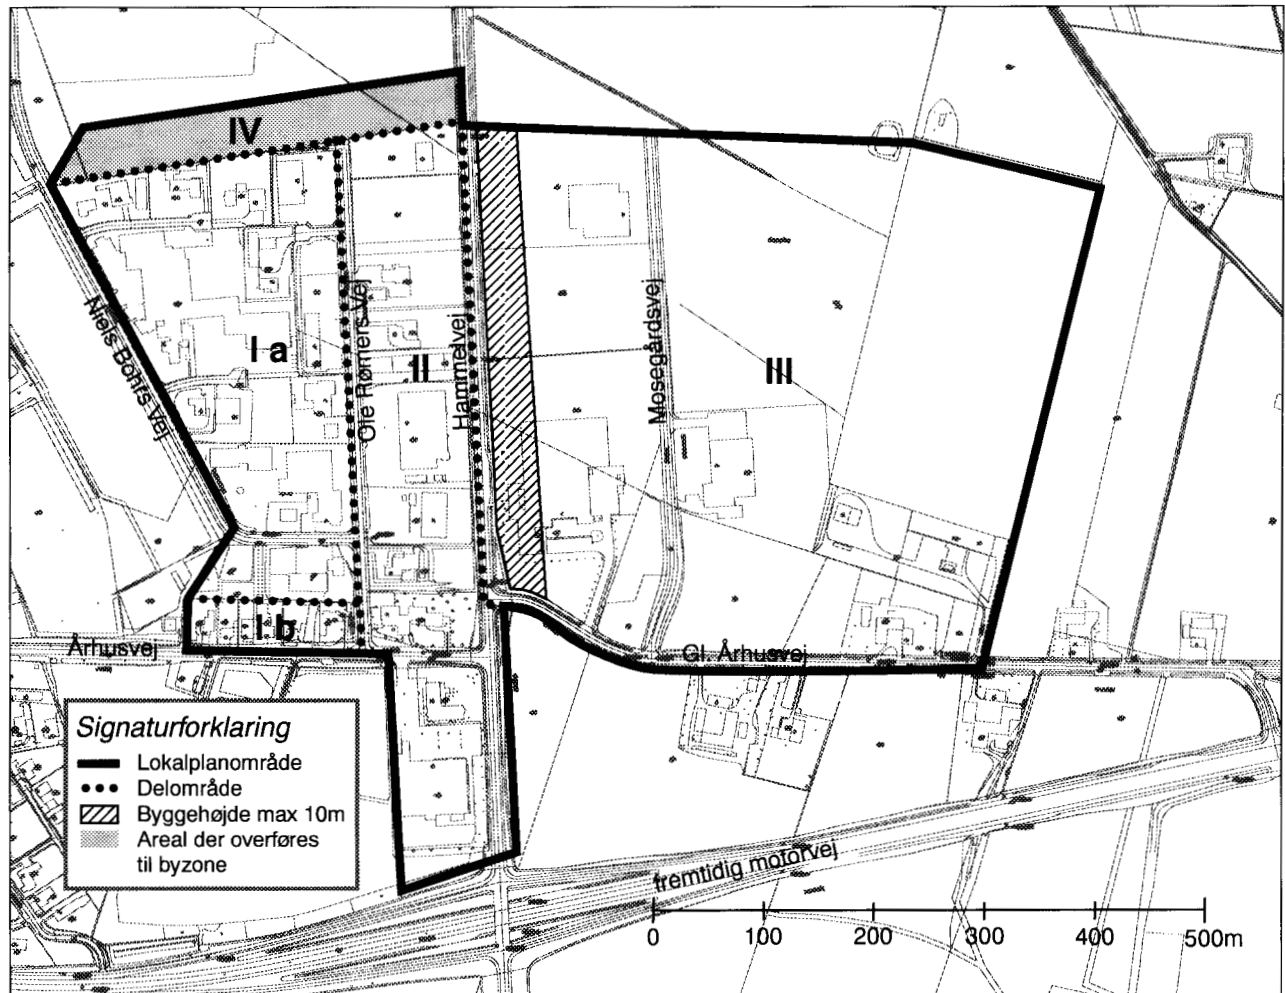 IV
I a
II
III
I b
Niels Bohrs Vej
Ole Rømers Vej
Hammelvej
Mosegårdsvej
Århusvej
Gl. Århusvej
fremtidig motorvej
Signaturforklaring
Lokalplanområde
Delområde
Byggehøjde max 10m
Areal der overføres
til byzone
0 100 200 300 400 500m